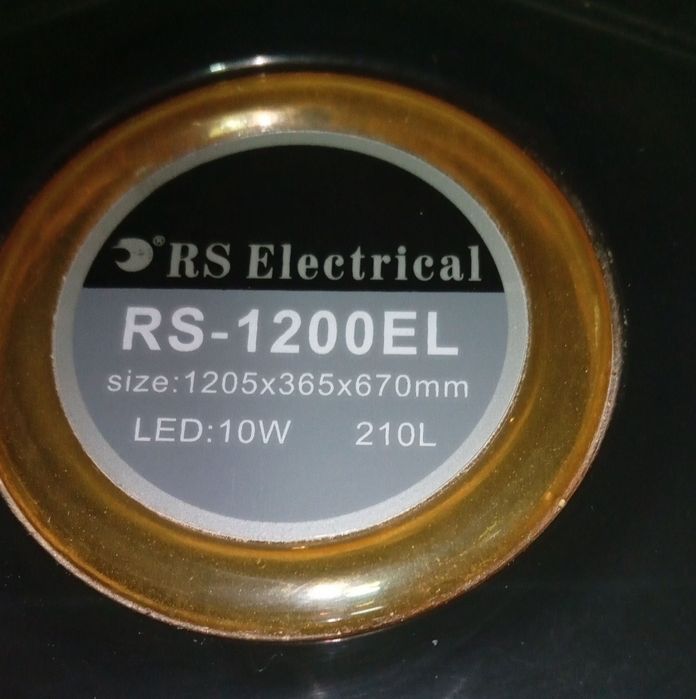 ® RS Electrical
RS-1200EL
size:1205x365x670mm
LED:10W 210L